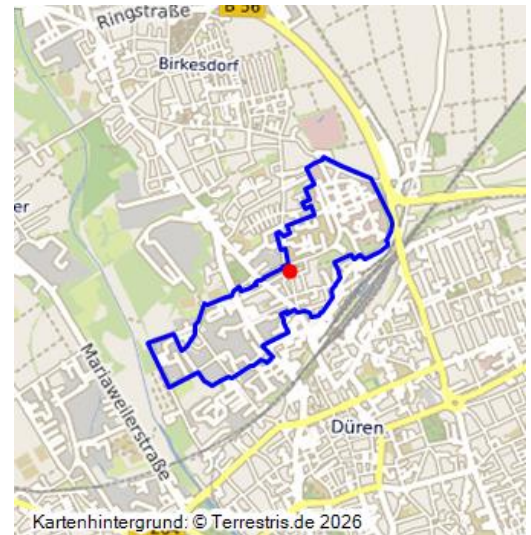 B 56
Ringstraße
Birkesdorf
er
Mariaweilerstraße
Düren
Kartenhintergrund: © Terrestris.de 2026